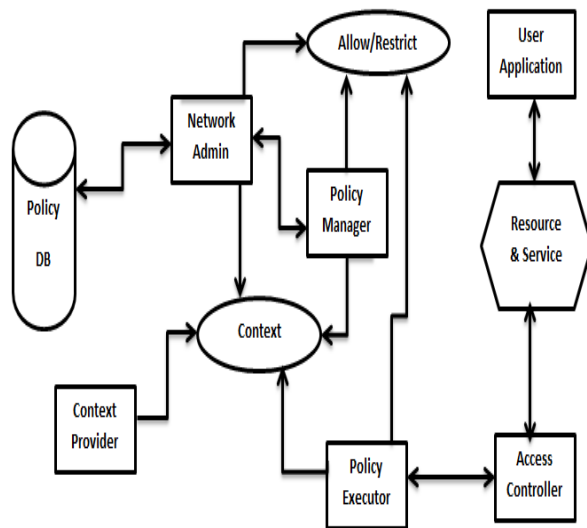 Allow/Restrict
User
Application
Network
Admin
Policy
DB
Policy
Manager
Resource
& Service
Context
Context
Provider
Policy
Executor
Access
Controller